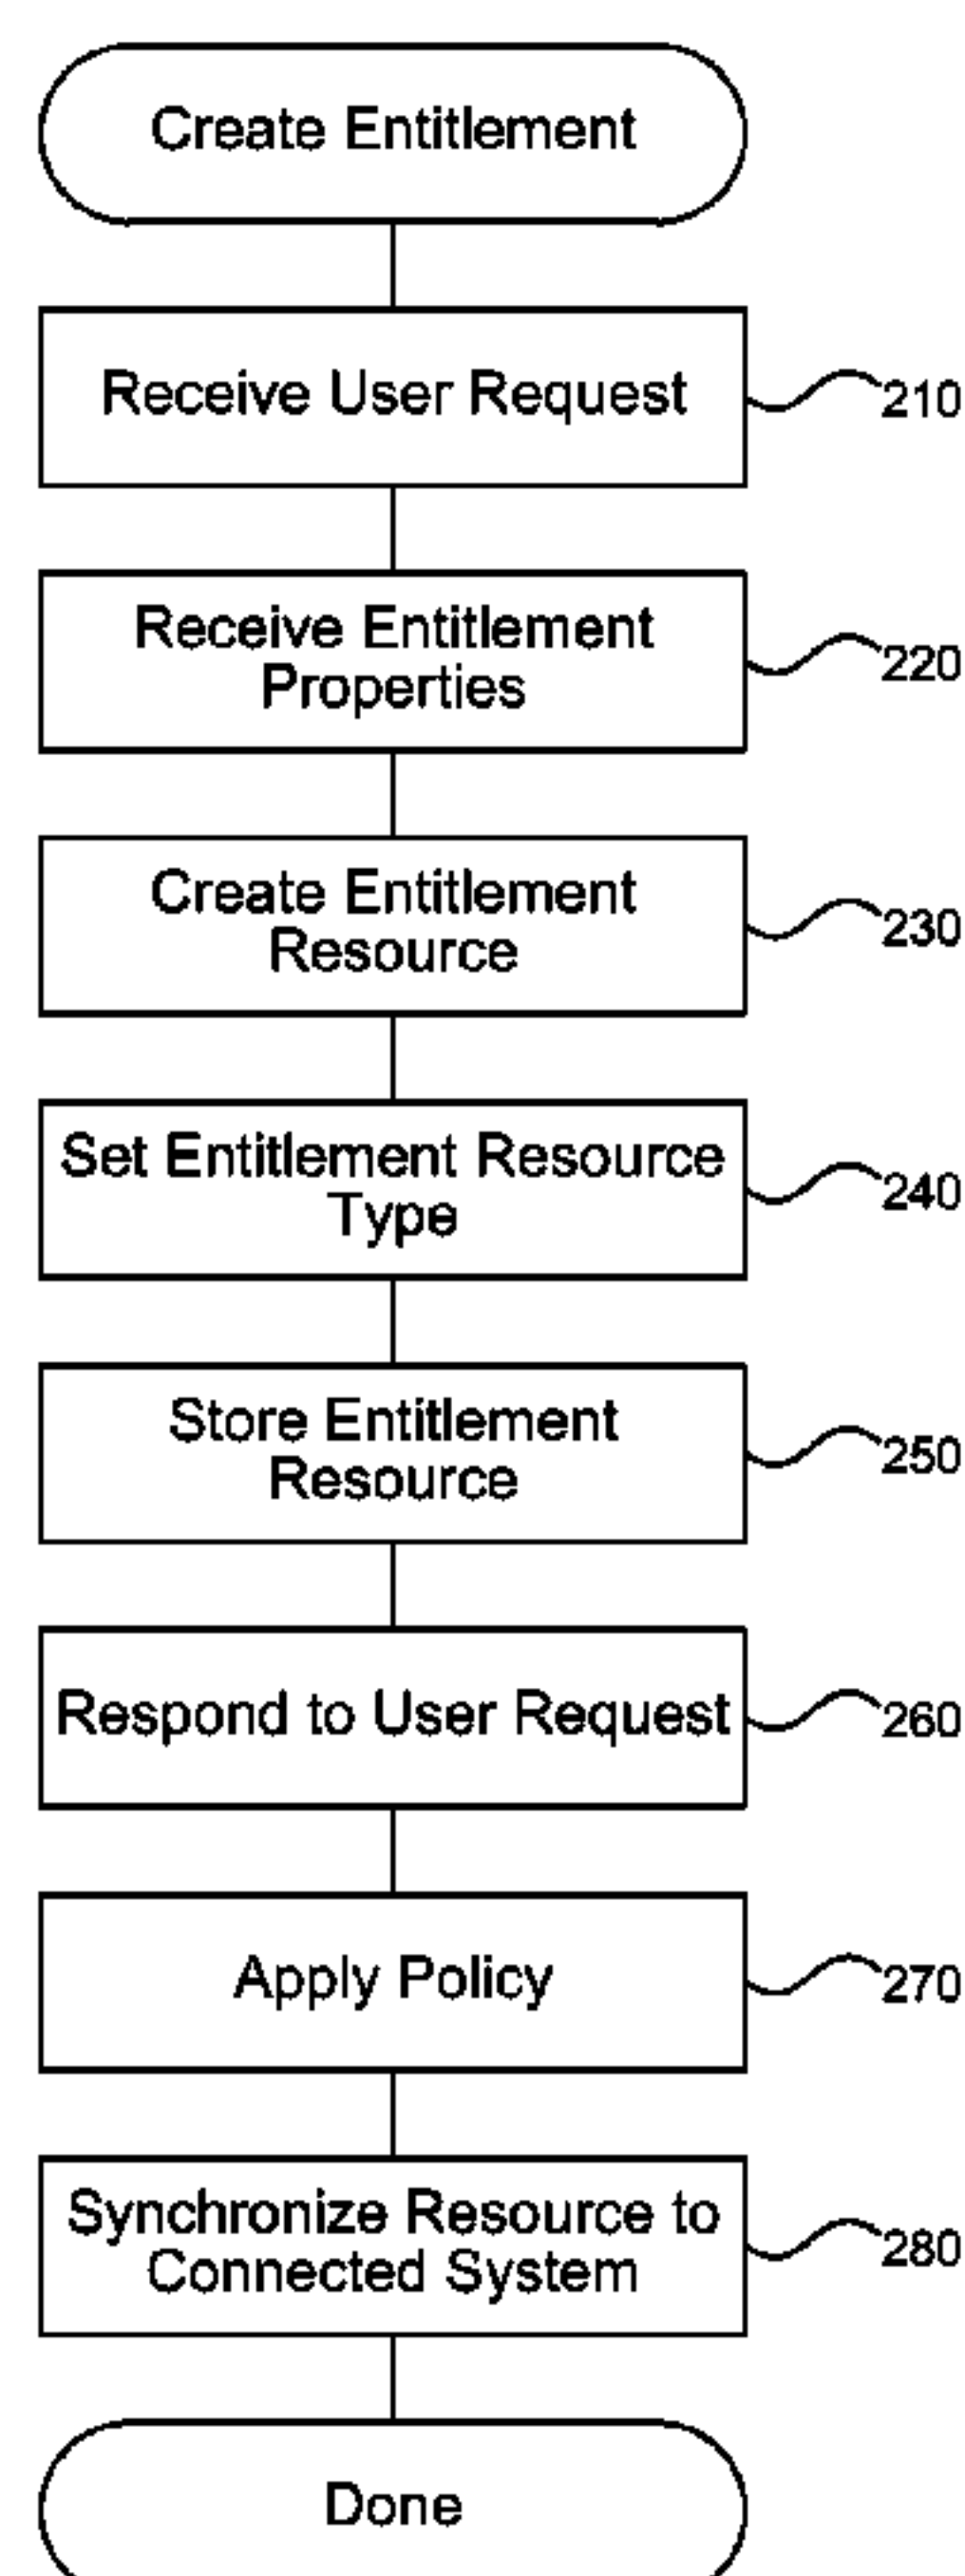 Create Entitlement
Receive User Request
210
Receive Entitlement
Properties
220
Create Entitlement
Resource
230
Set Entitlement Resource
Type
240
Store Entitlement
Resource
250
Respond to User Request
260
Apply Policy
270
Synchronize Resource to
Connected System
280
Done